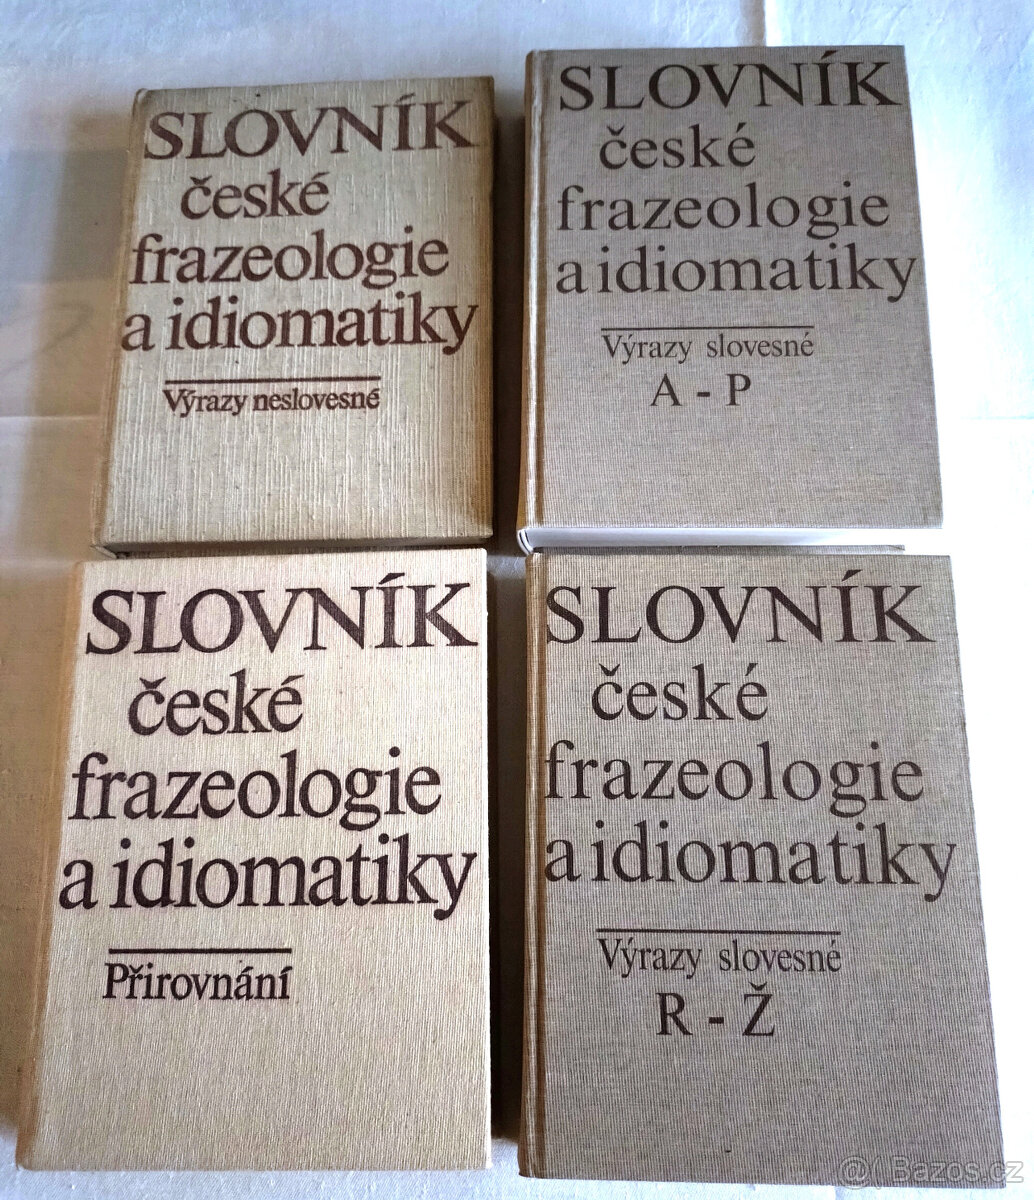 SLOVNÍK
české
frazeologie
a idiomatiky
Výrazy neslovesné
SLOVNÍK
české
frazeologie
a idiomatiky
Výrazy slovesné
A - P
SLOVNÍK
české
frazeologie
a idiomatiky
Přirovnání
SLOVNÍK
české
frazeologie
a idiomatiky
Výrazy slovesné
R - Ž
@( Bazos.cz